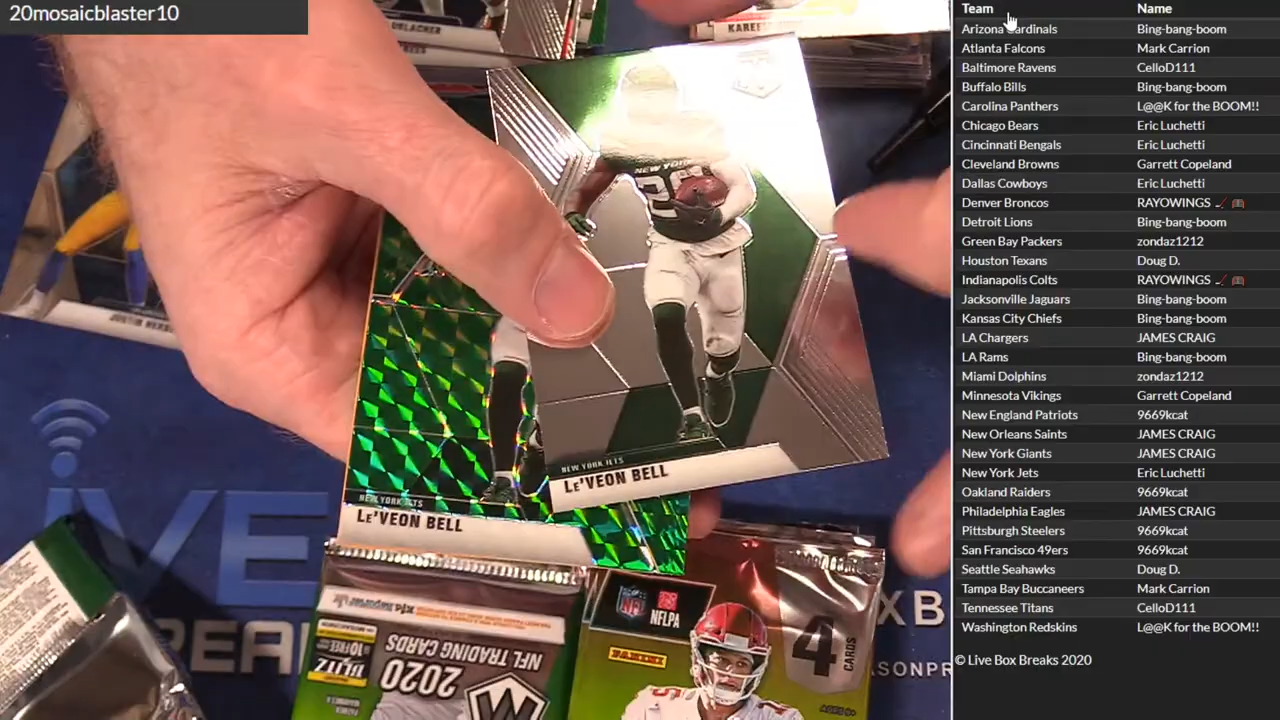 20mosaicblaster10
Team Name
Arizona Cardinals Bing-bang-boom
Atlanta Falcons Mark Carrion
Baltimore Ravens CelloD111
Buffalo Bills Bing-bang-boom
Carolina Panthers L@@K for the BOOM!!
Chicago Bears Eric Luchetti
Cincinnati Bengals Eric Luchetti
Cleveland Browns Garrett Copeland
Dallas Cowboys Eric Luchetti
Denver Broncos RAYOWINGS
Detroit Lions Bing-bang-boom
Green Bay Packers zondaz1212
Houston Texans Doug D.
Indianapolis Colts RAYOWINGS
Jacksonville Jaguars Bing-bang-boom
Kansas City Chiefs Bing-bang-boom
LA Chargers JAMES CRAIG
LA Rams Bing-bang-boom
Miami Dolphins zondaz1212
Minnesota Vikings Garrett Copeland
New England Patriots 9669kcat
New Orleans Saints JAMES CRAIG
New York Giants JAMES CRAIG
New York Jets Eric Luchetti
Oakland Raiders 9669kcat
Philadelphia Eagles JAMES CRAIG
Pittsburgh Steelers 9669kcat
San Francisco 49ers 9669kcat
Seattle Seahawks Doug D.
Tampa Bay Buccaneers Mark Carrion
Tennessee Titans CelloD111
Washington Redskins L@@K for the BOOM!!
© Live Box Breaks 2020
NEW YORK
NEW YORK JETS
LE'VEON BELL
NEW YORK JETS
LE'VEON BELL
NFL
NFLPA
PANINI
4
CARDS
2020
NFL TRADING CARDS
BLITZ